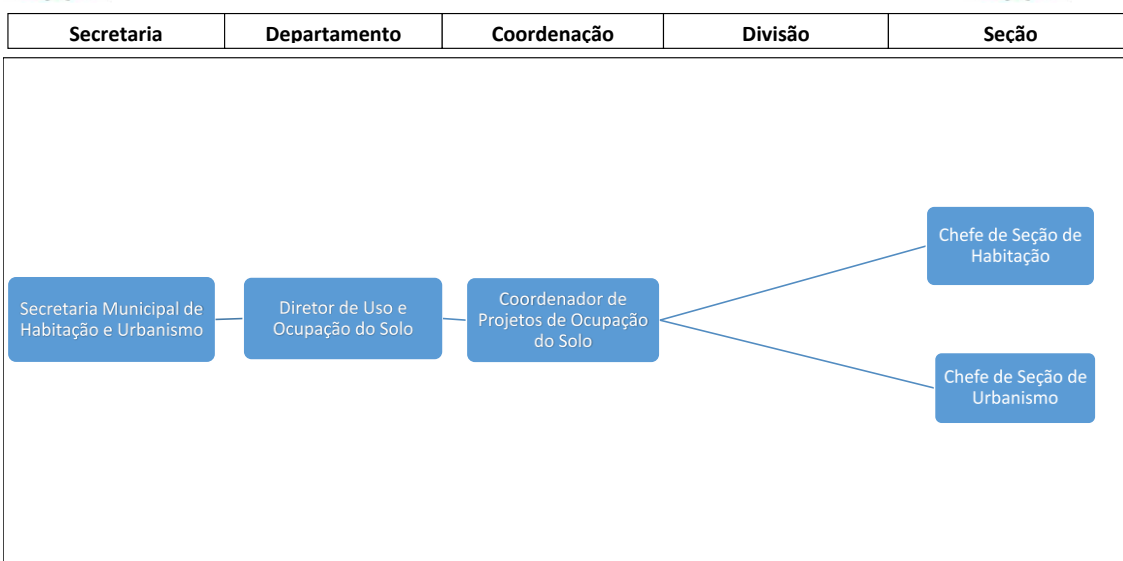 Secretaria Departamento Coordenação Divisão Seção
Chefe de Seção de
Habitação
Secretaria Municipal de
Habitação e Urbanismo
Diretor de Uso e
Ocupação do Solo
Coordenador de
Projetos de Ocupação
do Solo
Chefe de Seção de
Urbanismo